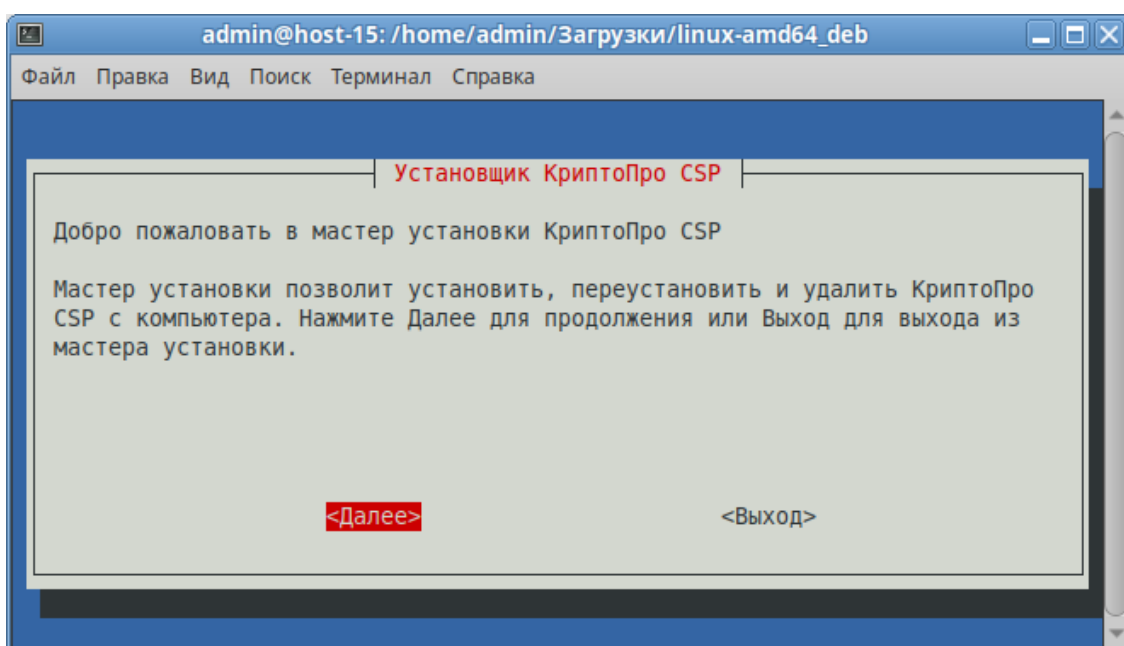 admin@host-15: /home/admin/Загрузки/linux-amd64_deb
Файл Правка Вид Поиск Терминал Справка
Установщик КриптоПро CSP
Добро пожаловать в мастер установки КриптоПро CSP
Мастер установки позволит установить, переустановить и удалить КриптоПро
CSP с компьютера. Нажмите Далее для продолжения или Выход для выхода из
мастера установки.
<Далее> <Выход>